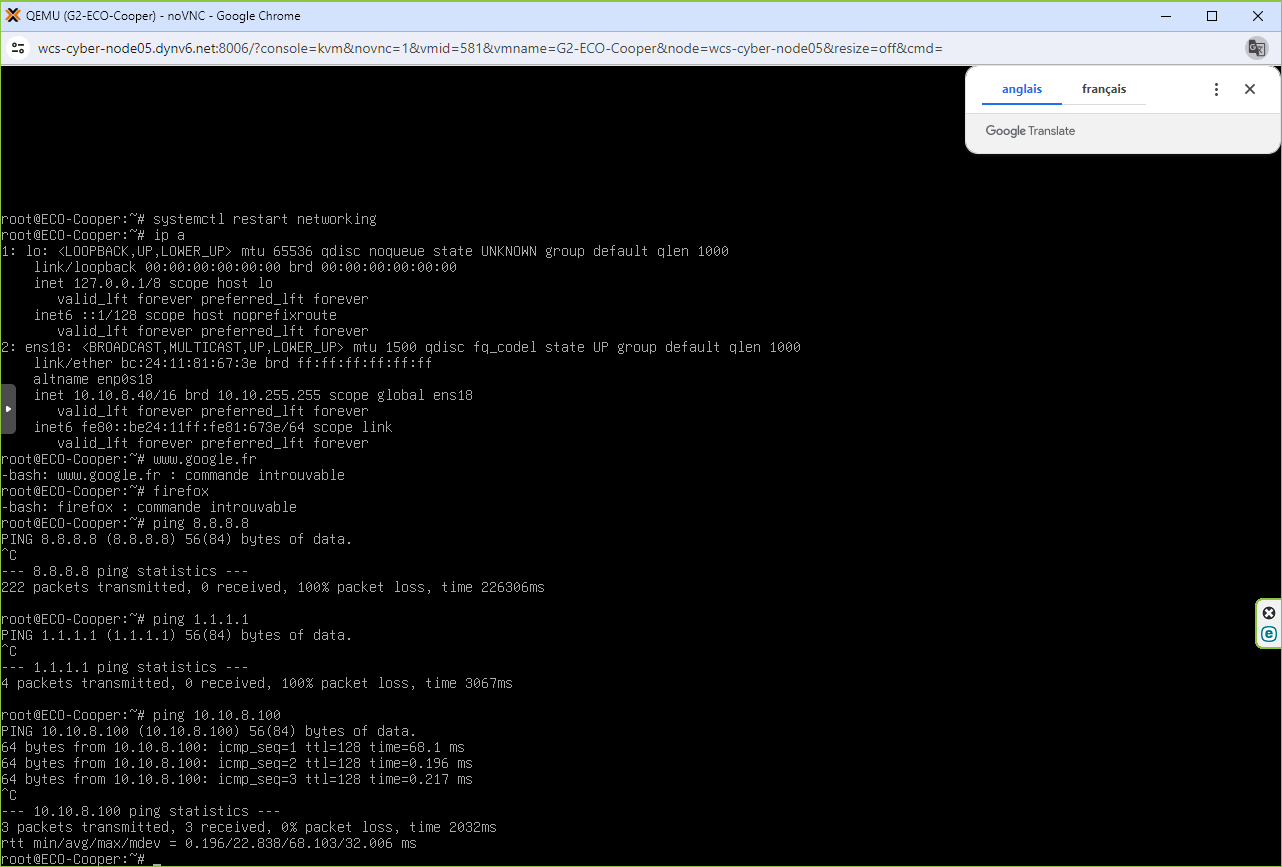 QEMU (G2-ECO-Cooper) - noVNC - Google Chrome
wcs-cyber-node05.dynv6.net:8006/?console=kvm&novnc=1&vmid=581&vmname=G2-ECO-Cooper&node=wcs-cyber-node05&resize=off&cmd=
anglais français
Google Translate
root@ECO-Cooper:~# systemctl restart networking
root@ECO-Cooper:~# ip a
1: lo: <LOOPBACK,UP,LOWER_UP> mtu 65536 qdisc noqueue state UNKNOWN group default qlen 1000
    link/loopback 00:00:00:00:00:00 brd 00:00:00:00:00:00
    inet 127.0.0.1/8 scope host lo
       valid_lft forever preferred_lft forever
    inet6 ::1/128 scope host noprefixroute
       valid_lft forever preferred_lft forever
2: ens18: <BROADCAST,MULTICAST,UP,LOWER_UP> mtu 1500 qdisc fq_codel state UP group default qlen 1000
    link/ether bc:24:11:81:67:3e brd ff:ff:ff:ff:ff:ff
    altname enp0s18
    inet 10.10.8.40/16 brd 10.10.255.255 scope global ens18
       valid_lft forever preferred_lft forever
    inet6 fe80::be24:11ff:fe81:673e/64 scope link
       valid_lft forever preferred_lft forever
root@ECO-Cooper:~# www.google.fr
-bash: www.google.fr : commande introuvable
root@ECO-Cooper:~# firefox
-bash: firefox : commande introuvable
root@ECO-Cooper:~# ping 8.8.8.8
PING 8.8.8.8 (8.8.8.8) 56(84) bytes of data.
^C
--- 8.8.8.8 ping statistics ---
222 packets transmitted, 0 received, 100% packet loss, time 226306ms
root@ECO-Cooper:~# ping 1.1.1.1
PING 1.1.1.1 (1.1.1.1) 56(84) bytes of data.
^C
--- 1.1.1.1 ping statistics ---
4 packets transmitted, 0 received, 100% packet loss, time 3067ms
root@ECO-Cooper:~# ping 10.10.8.100
PING 10.10.8.100 (10.10.8.100) 56(84) bytes of data.
64 bytes from 10.10.8.100: icmp_seq=1 ttl=128 time=68.1 ms
64 bytes from 10.10.8.100: icmp_seq=2 ttl=128 time=0.196 ms
64 bytes from 10.10.8.100: icmp_seq=3 ttl=128 time=0.217 ms
^C
--- 10.10.8.100 ping statistics ---
3 packets transmitted, 3 received, 0% packet loss, time 2032ms
rtt min/avg/max/mdev = 0.196/22.838/68.103/32.006 ms
root@ECO-Cooper:~# _